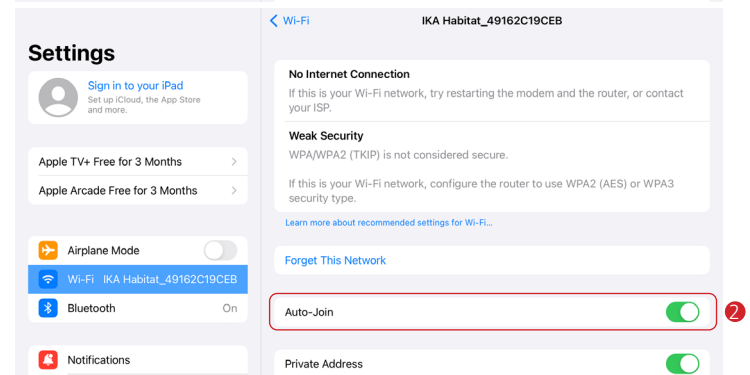 Wi-Fi
IKA Habitat_49162C19CEB
Settings
Sign in to your iPad
Set up iCloud, the App Store
and more.
Apple TV+ Free for 3 Months
Apple Arcade Free for 3 Months
Airplane Mode
Wi-Fi IKA Habitat_49162C19CEB
Bluetooth On
Notifications
No Internet Connection
If this is your Wi-Fi network, try restarting the modem and the router, or contact
your ISP.
Weak Security
WPA/WPA2 (TKIP) is not considered secure.
If this is your Wi-Fi network, configure the router to use WPA2 (AES) or WPA3
security type.
Learn more about recommended settings for Wi-Fi...
Forget This Network
Auto-Join
2
Private Address